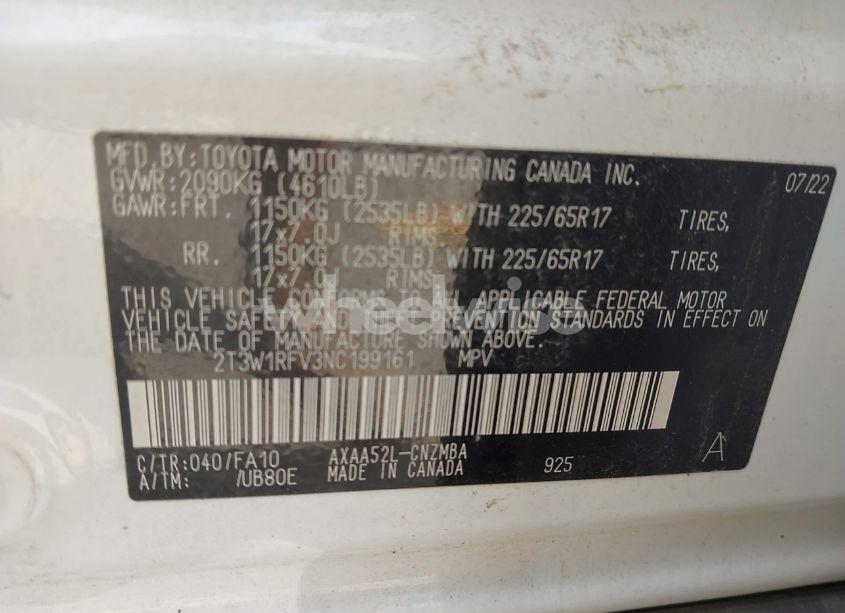 MFD.BY:TOYOTA MOTOR MANUFACTURING CANADA INC. 07/22
GVWR:2090KG (4610LB)
GAWR:FRT. 1150KG (2535LB) WITH 225/65R17 TIRES,
17x7.0J RIMS
RR. 1150KG (2535LB) WITH 225/65R17 TIRES,
17x7.0J RIMS
THIS VEHICLE CONFORMS TO ALL APPLICABLE FEDERAL MOTOR
VEHICLE SAFETY AND PREVENTION STANDARDS IN EFFECT ON
THE DATE OF MANUFACTURE SHOWN ABOVE.
2T3W1RFV3NC199161 MPV
C/TR:040/FA10 AXAA52L-CNZMBA 925 A
A/TM: /UB80E MADE IN CANADA